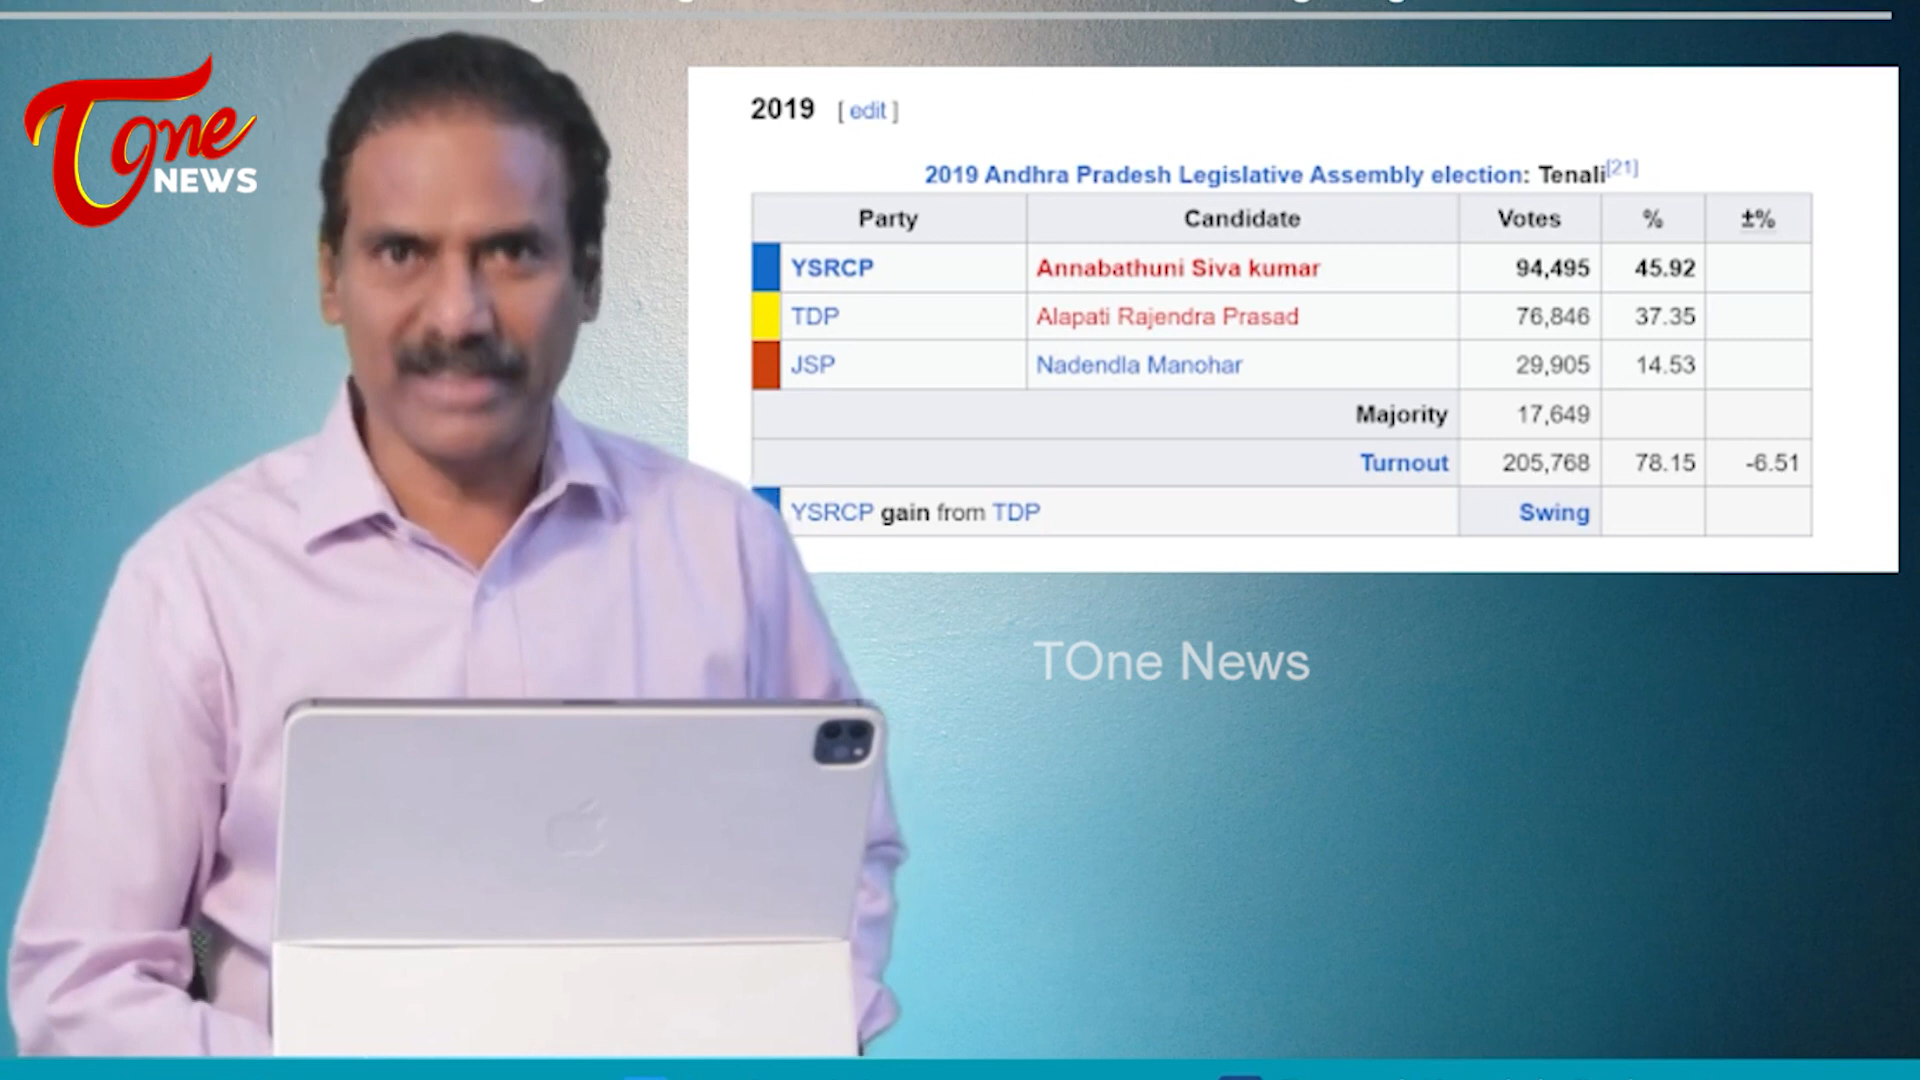 TOne
NEWS
2019 [ edit ]
2019 Andhra Pradesh Legislative Assembly election: Tenali[21]
Party Candidate Votes % ±%
YSRCP Annabathuni Siva kumar 94,495 45.92
TDP Alapati Rajendra Prasad 76,846 37.35
JSP Nadendla Manohar 29,905 14.53
Majority 17,649
Turnout 205,768 78.15 -6.51
YSRCP gain from TDP Swing
TOne News